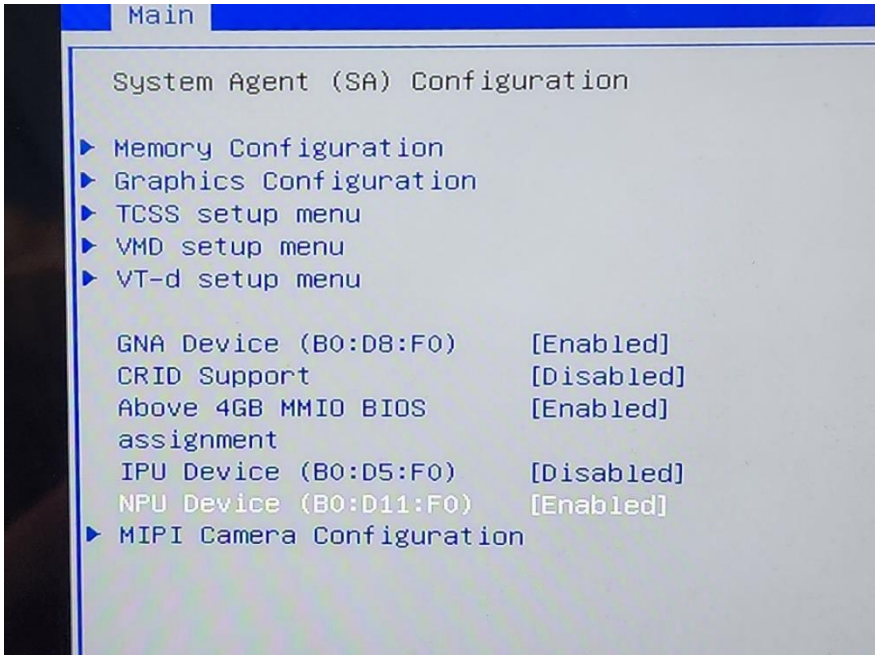 Main
System Agent (SA) Configuration
Memory Configuration
Graphics Configuration
TCSS setup menu
VMD setup menu
VT-d setup menu
GNA Device (B0:D8:F0) [Enabled]
CRID Support [Disabled]
Above 4GB MMIO BIOS [Enabled]
assignment
IPU Device (B0:D5:F0) [Disabled]
NPU Device (B0:D11:F0) [Enabled]
MIPI Camera Configuration